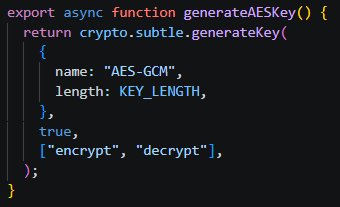 export async function generateAESKey() {
  return crypto.subtle.generateKey(
    {
      name: "AES-GCM",
      length: KEY_LENGTH,
    },
    true,
    ["encrypt", "decrypt"],
  );
}